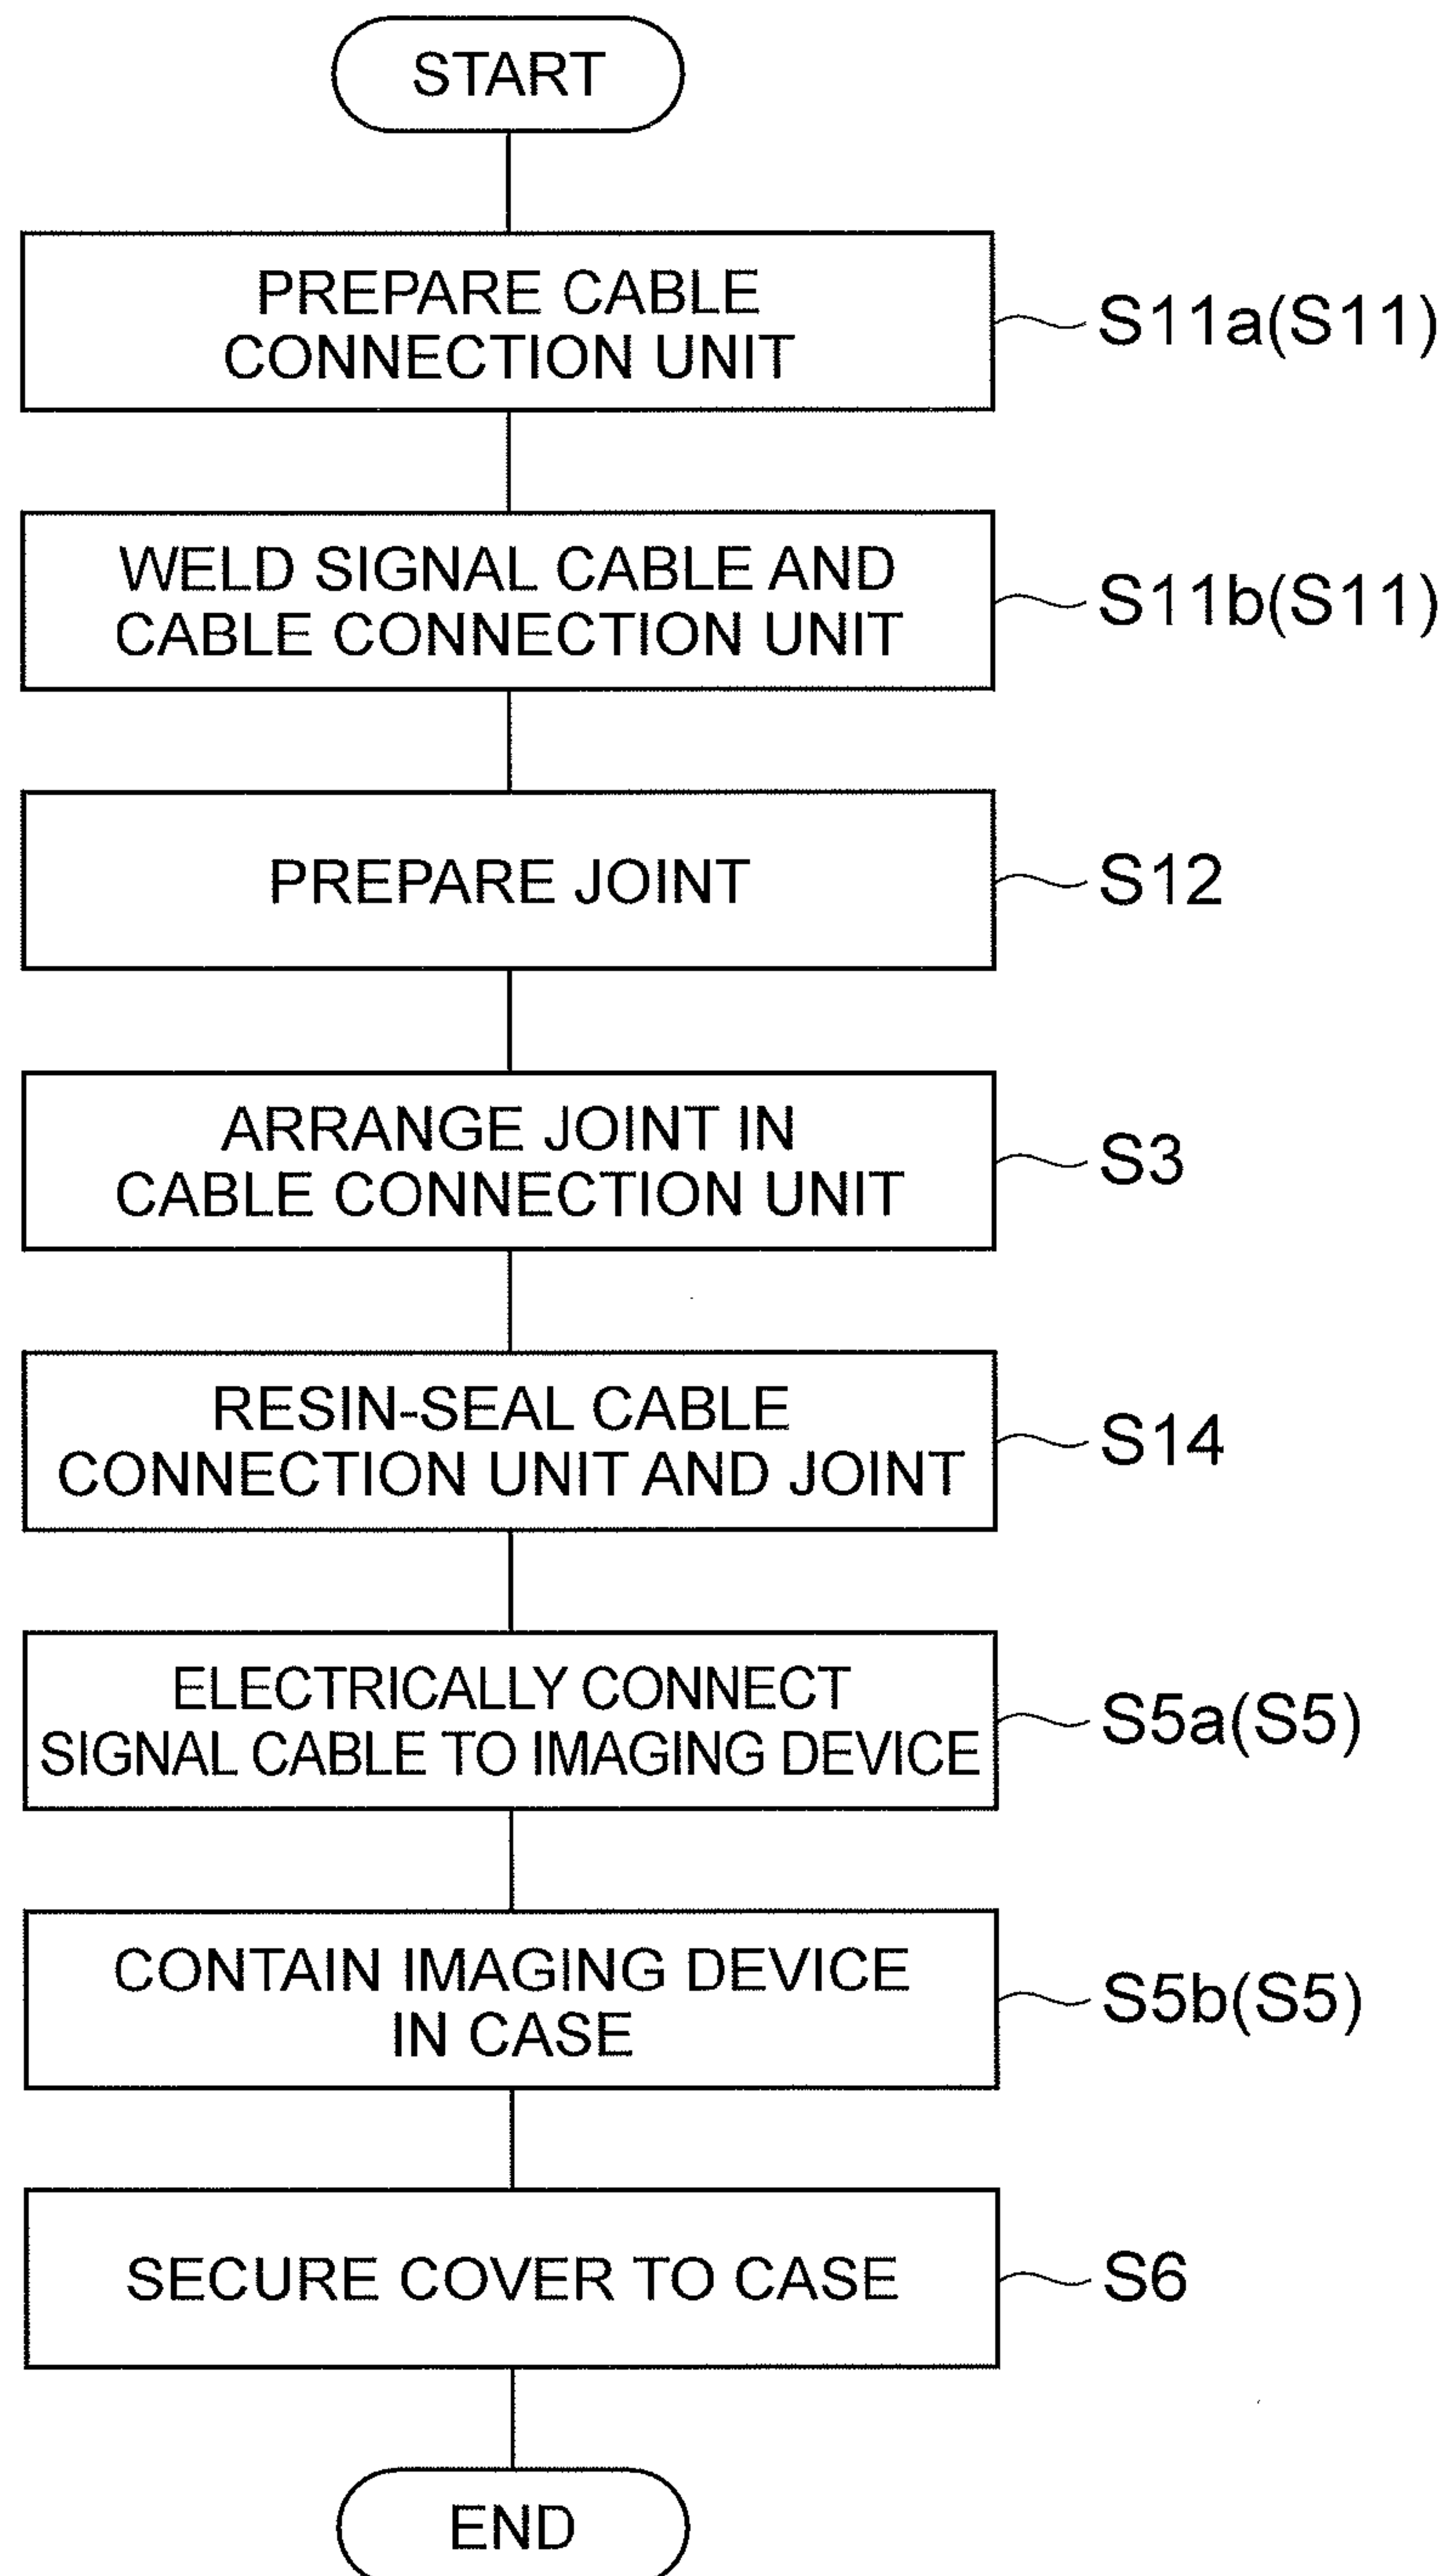 START
PREPARE CABLE
CONNECTION UNIT
S11a(S11)
WELD SIGNAL CABLE AND
CABLE CONNECTION UNIT
S11b(S11)
PREPARE JOINT
S12
ARRANGE JOINT IN
CABLE CONNECTION UNIT
S3
RESIN-SEAL CABLE
CONNECTION UNIT AND JOINT
S14
ELECTRICALLY CONNECT
SIGNAL CABLE TO IMAGING DEVICE
S5a(S5)
CONTAIN IMAGING DEVICE
IN CASE
S5b(S5)
SECURE COVER TO CASE
S6
END